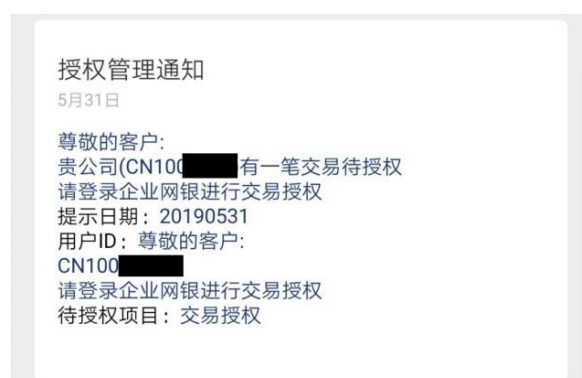 授权管理通知
5月31日
尊敬的客户:
贵公司(CN100 有一笔交易待授权
请登录企业网银进行交易授权
提示日期：20190531
用户ID：尊敬的客户:
CN100
请登录企业网银进行交易授权
待授权项目：交易授权